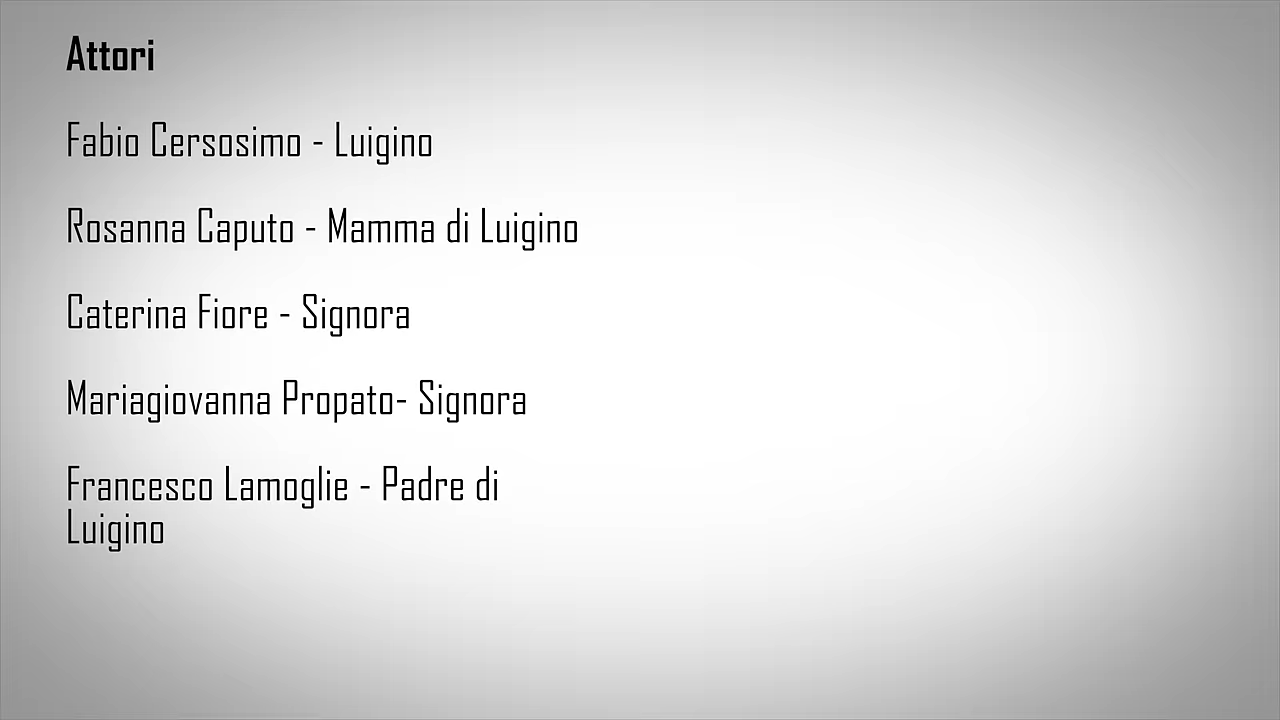 Attori
Fabio Cersosimo - Luigino
Rosanna Caputo - Mamma di Luigino
Caterina Fiore - Signora
Mariagiovanna Propato- Signora
Francesco Lamoglie - Padre di
Luigino